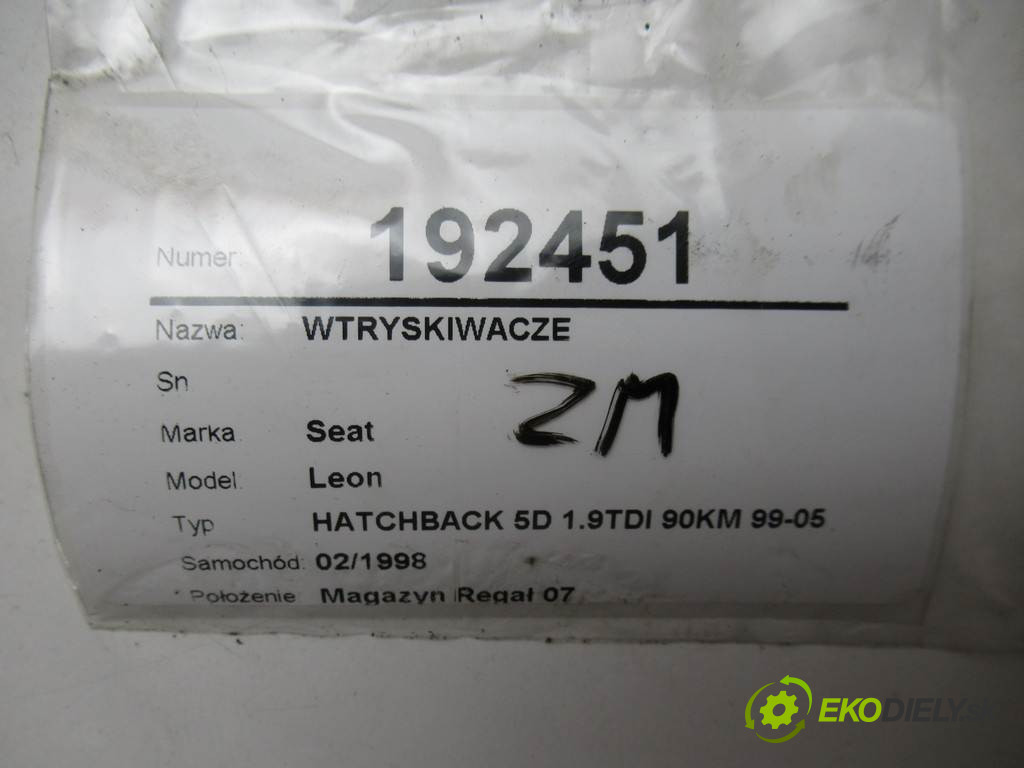 Numer: 192451
Nazwa: WTRYSKIWACZE
Sn
ZM
Marka Seat
Model: Leon
Typ HATCHBACK 5D 1.9TDI 90KM 99-05
Samochód: 02/1998
Położenie Magazyn Regał 07
EKODIELY.SK